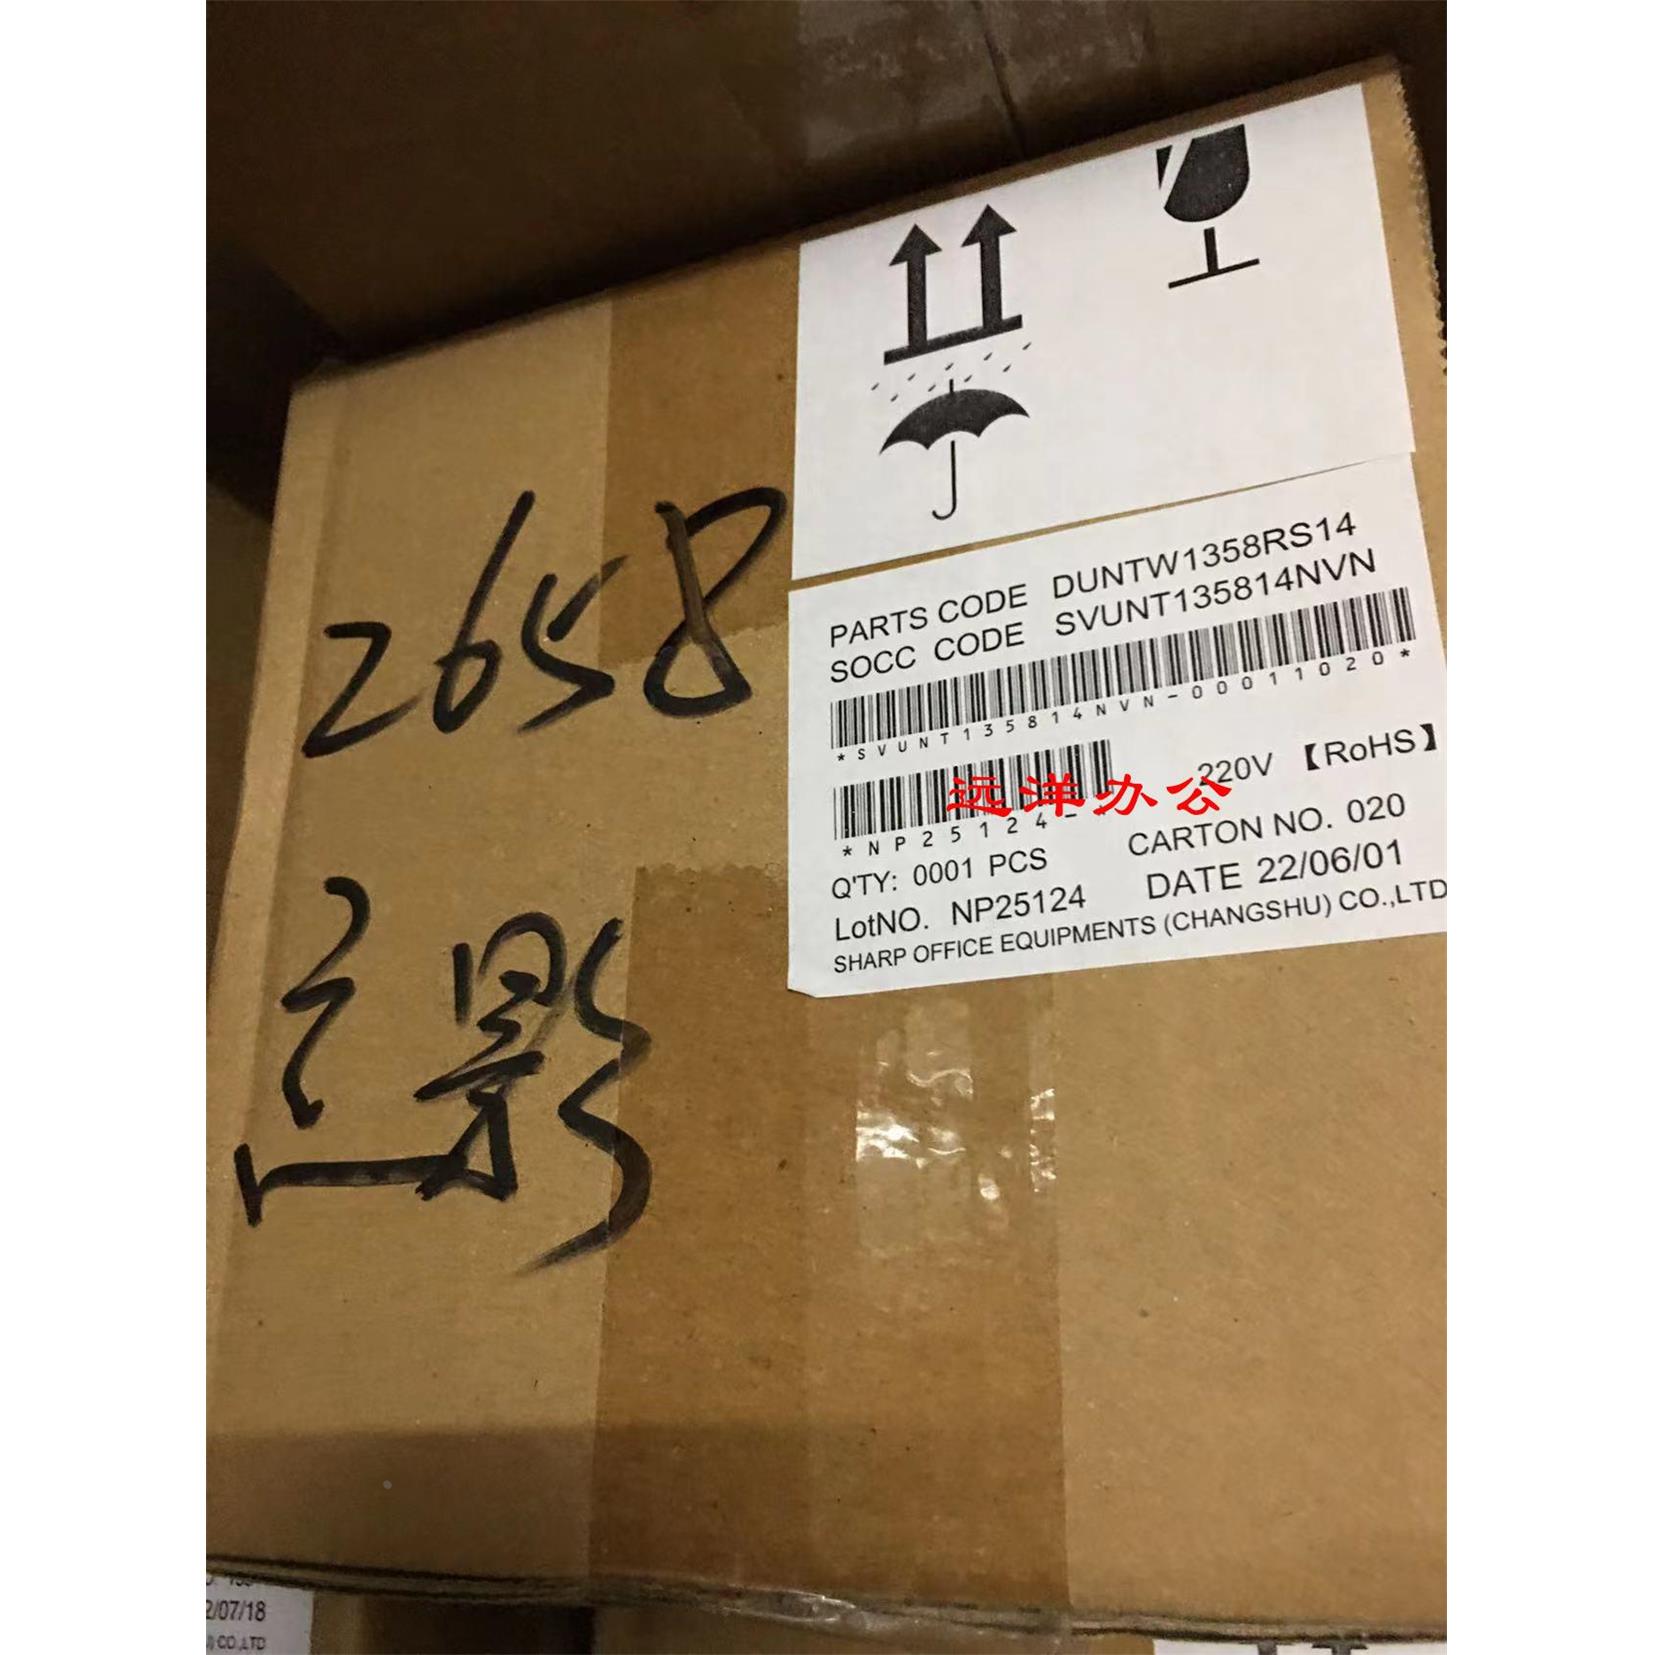 2658
定影
PARTS CODE DUNTW1358RS14
SOCC CODE SVUNT135814NVN
*SVUNT135814NVN-00011020*
*NP25124-
220V 【RoHS】
远洋办公
Q'TY: 0001 PCS
CARTON NO. 020
LotNO. NP25124
DATE 22/06/01
SHARP OFFICE EQUIPMENTS (CHANGSHU) CO.,LTD
2/07/18
CO.,LTD